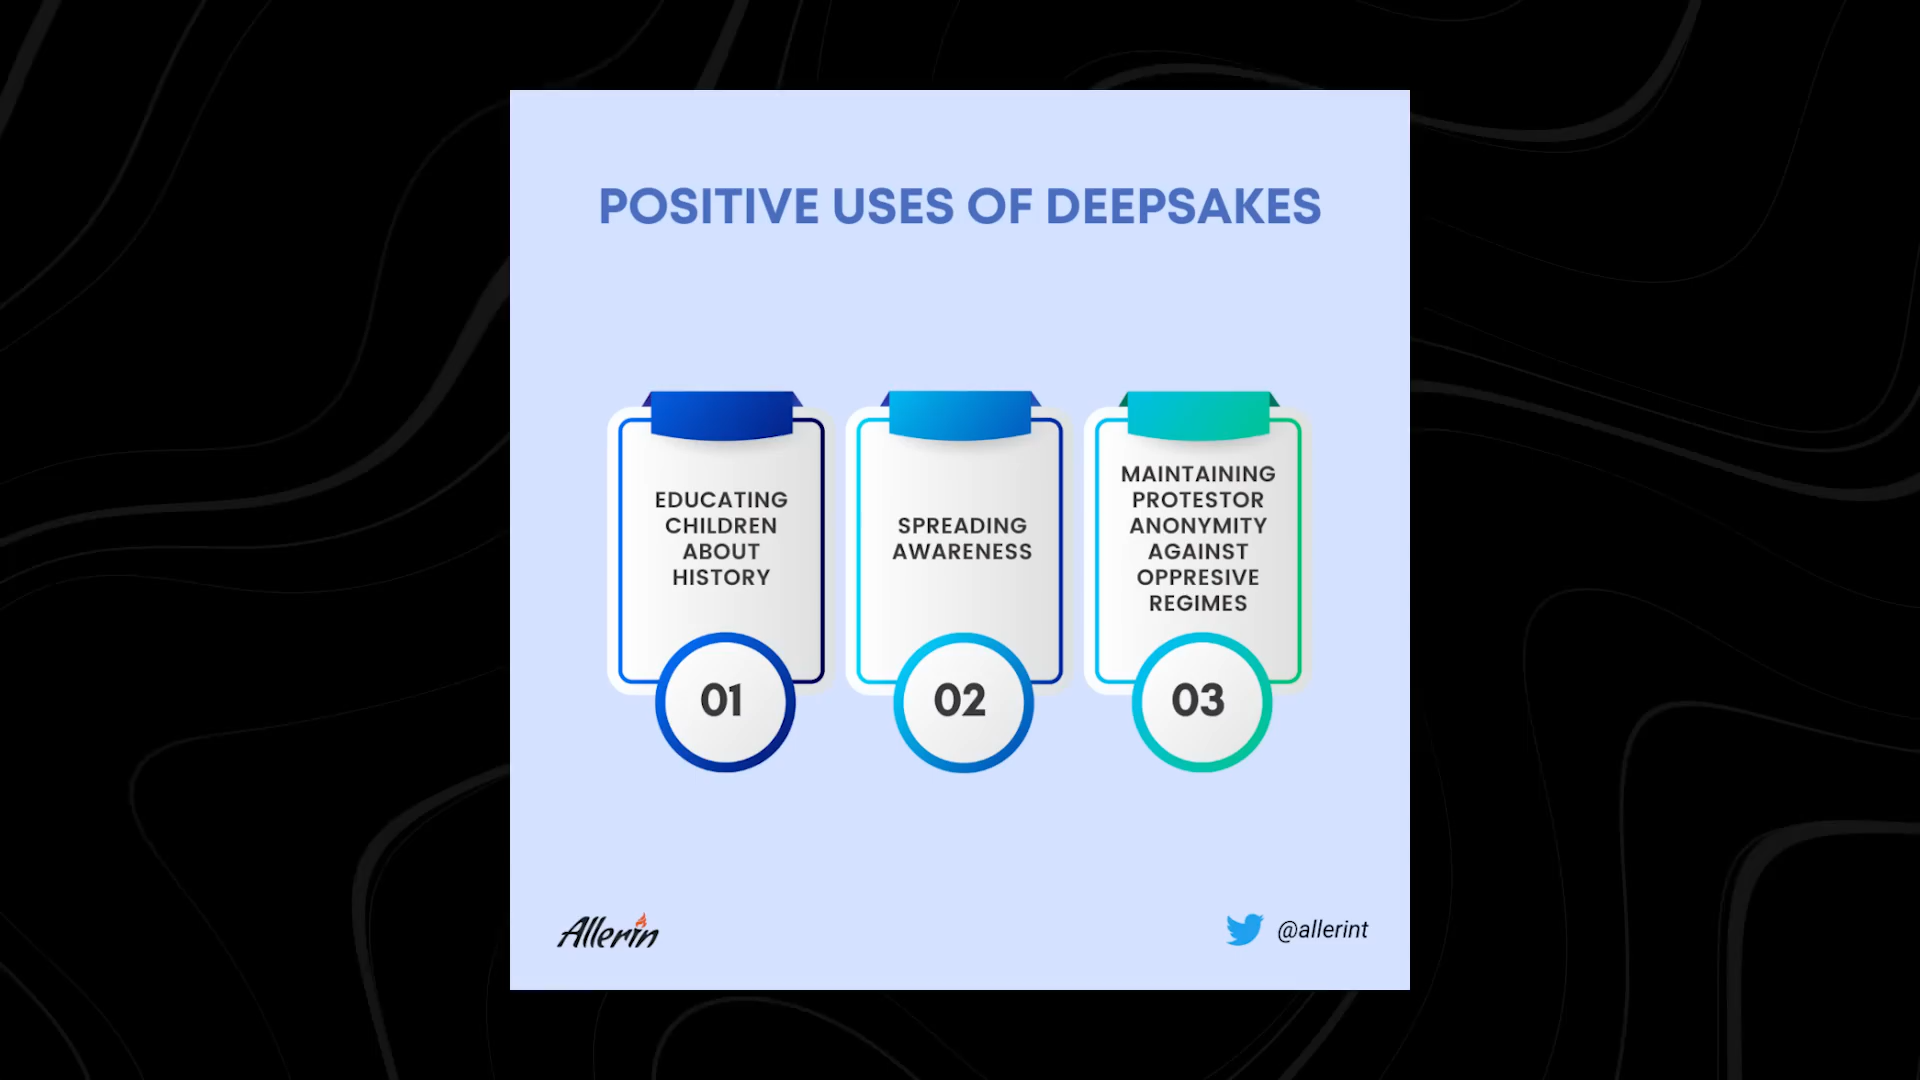 POSITIVE USES OF DEEPSAKES
EDUCATING
CHILDREN
ABOUT
HISTORY
01
SPREADING
AWARENESS
02
MAINTAINING
PROTESTOR
ANONYMITY
AGAINST
OPPRESIVE
REGIMES
03
Allerin
@allerint